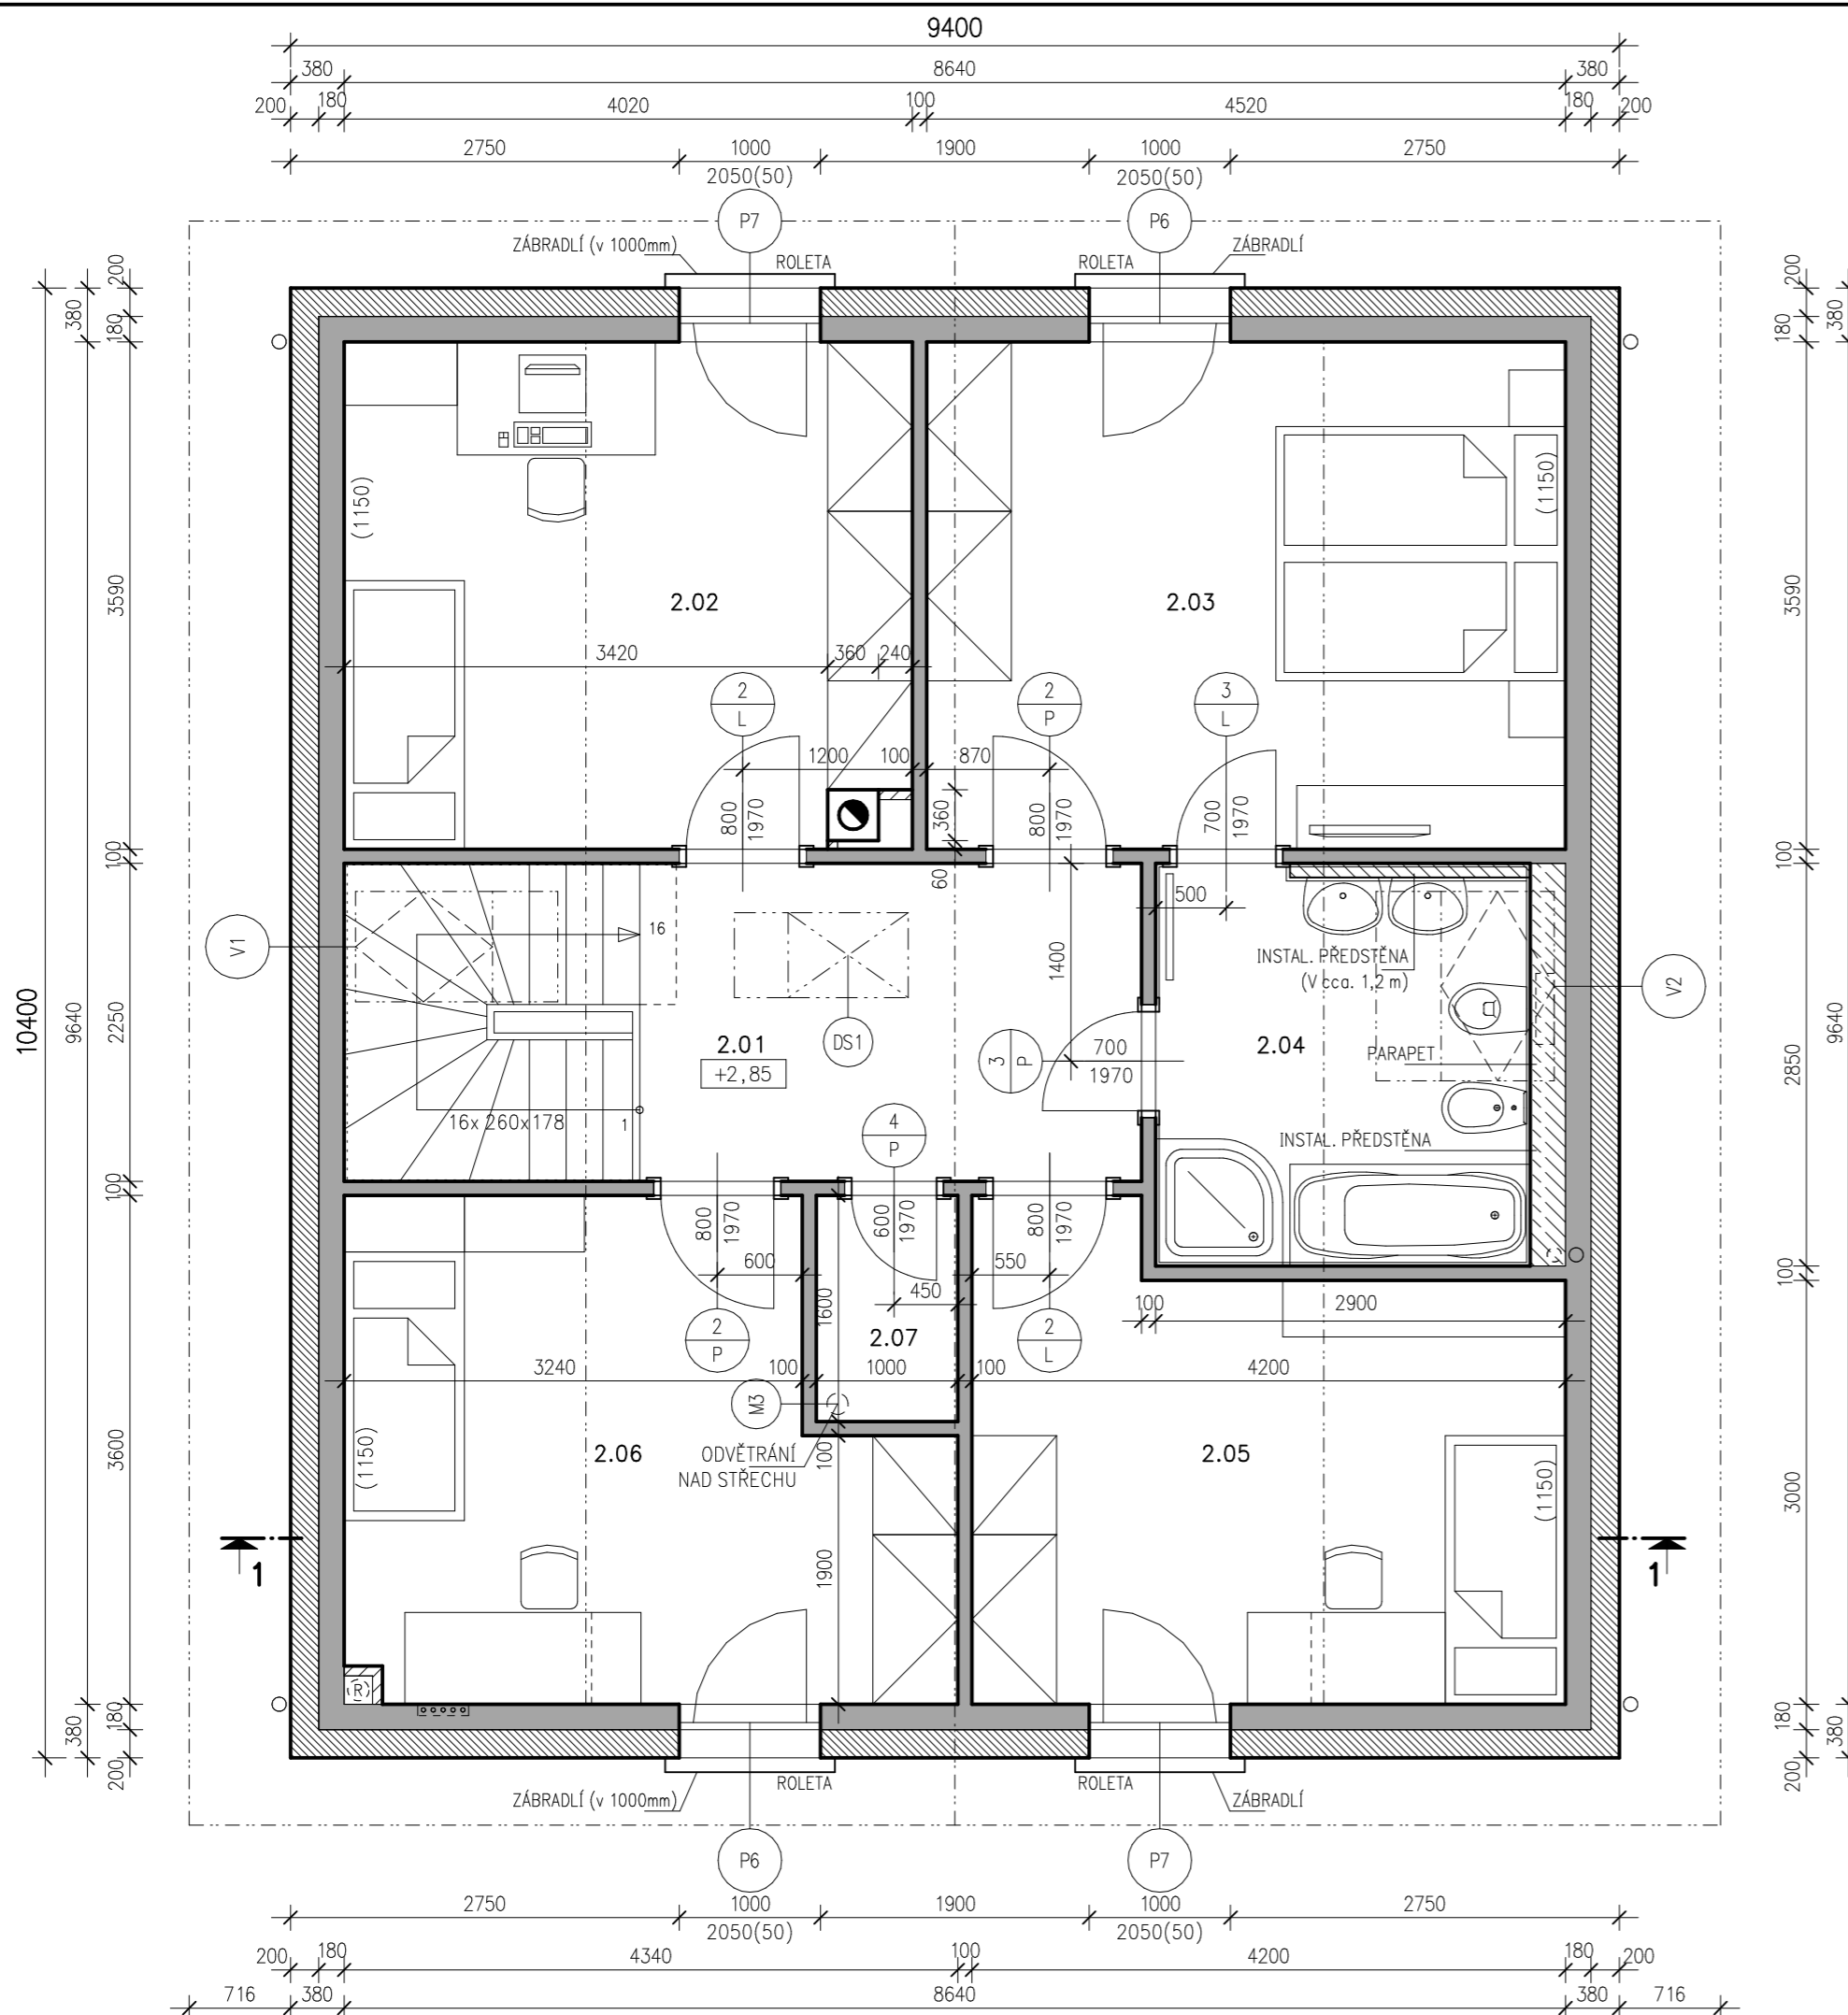 9400
380 8640 380
200 180 4020 100 4520 180 200
2750 1000 1900 1000 2750
2050(50) 2050(50)
P7 P6
ZÁBRADLÍ (v 1000mm) ZÁBRADLÍ
ROLETA ROLETA
200 200
380 380
180 180
(1150) (1150)
3590 3590
2.02 2.03
3420 360 240
2 2 3
L P L
1200 100 870
800 1970 360 800 1970 700 1970
100 100
60
500
16
V1
INSTAL. PŘEDSTĚNA
(V cca. 1,2 m)
1400
V2
10400 9640 2250 9640
2.01 DS1 2.04
+2,85
3 P
700
1970
PARAPET
2850
16x 260x178 1
4
P
INSTAL. PŘEDSTĚNA
100
800 1970 600 1970 800 1970
600 450 550
100
1600
100 2900
2 2.07 2
P L
3240 100 1000 100 4200
M3
3600
2.06 2.05
ODVĚTRÁNÍ
NAD STŘECHU
100
(1150) (1150)
3000
1 1
1900
R
180 180
380 380
200 200
ROLETA ROLETA
ZÁBRADLÍ (v 1000mm) ZÁBRADLÍ
P6 P7
2750 1000 1900 1000 2750
2050(50) 2050(50)
200 180 4340 100 4200 180 200
716 380 8640 380 716